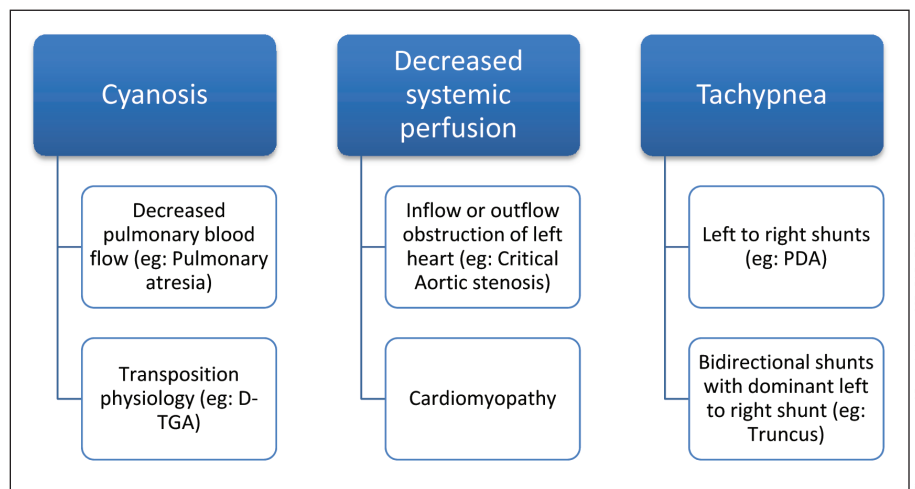 Cyanosis
Decreased
pulmonary blood
flow (eg: Pulmonary
atresia)
Transposition
physiology (eg: D-
TGA)
Decreased
systemic
perfusion
Inflow or outflow
obstruction of left
heart (eg: Critical
Aortic stenosis)
Cardiomyopathy
Tachypnea
Left to right shunts
(eg: PDA)
Bidirectional shunts
with dominant left
to right shunt (eg:
Truncus)